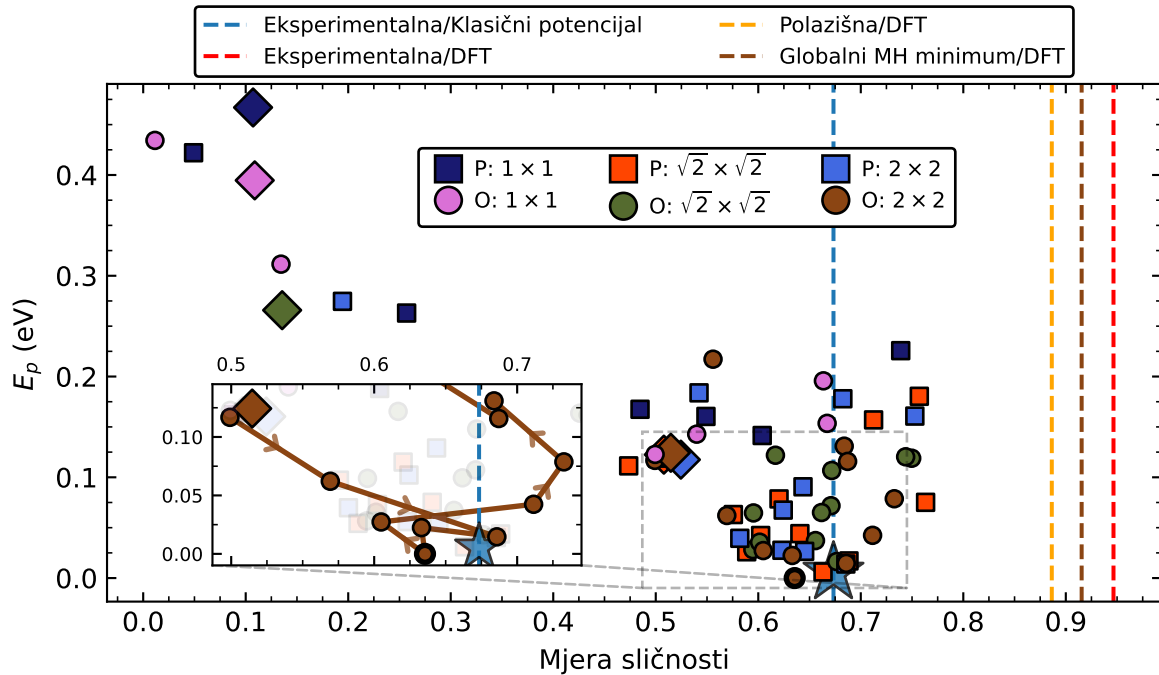 Eksperimentalna/Klasični potencijal
Polazišna/DFT
Eksperimentalna/DFT
Globalni MH minimum/DFT
P: 1 × 1
P: √2 × √2
P: 2 × 2
O: 1 × 1
O: √2 × √2
O: 2 × 2
E_p (eV)
0.4
0.3
0.2
0.1
0.0
0.5 0.6 0.7
0.10
0.05
0.00
0.0 0.1 0.2 0.3 0.4 0.5 0.6 0.7 0.8 0.9
Mjera sličnosti